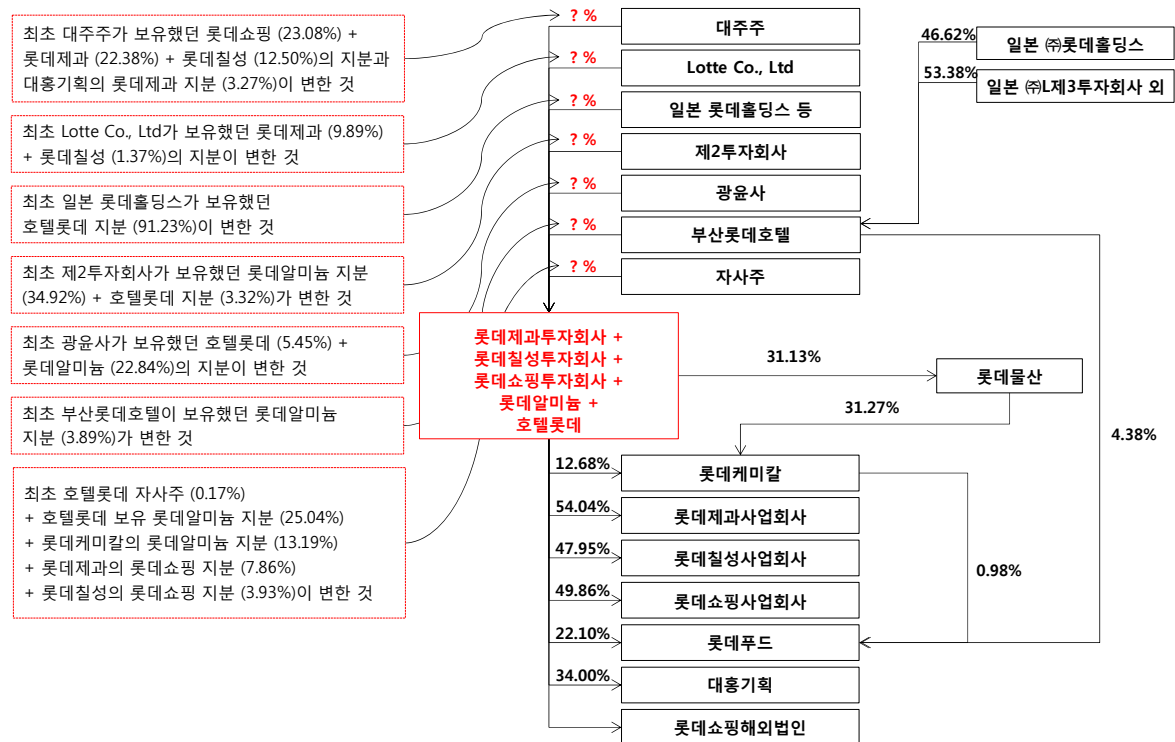 최초 대주주가 보유했던 롯데쇼핑 (23.08%) +
롯데제과 (22.38%) + 롯데칠성 (12.50%)의 지분과
대홍기획의 롯데제과 지분 (3.27%)이 변한 것
최초 Lotte Co., Ltd가 보유했던 롯데제과 (9.89%)
+ 롯데칠성 (1.37%)의 지분이 변한 것
최초 일본 롯데홀딩스가 보유했던
호텔롯데 지분 (91.23%)이 변한 것
최초 제2투자회사가 보유했던 롯데알미늄 지분
(34.92%) + 호텔롯데 지분 (3.32%)가 변한 것
최초 광윤사가 보유했던 호텔롯데 (5.45%) +
롯데알미늄 (22.84%)의 지분이 변한 것
최초 부산롯데호텔이 보유했던 롯데알미늄
지분 (3.89%)가 변한 것
최초 호텔롯데 자사주 (0.17%)
+ 호텔롯데 보유 롯데알미늄 지분 (25.04%)
+ 롯데케미칼의 롯데알미늄 지분 (13.19%)
+ 롯데제과의 롯데쇼핑 지분 (7.86%)
+ 롯데칠성의 롯데쇼핑 지분 (3.93%)이 변한 것
? %
대주주
? %
Lotte Co., Ltd
? %
일본 롯데홀딩스 등
? %
제2투자회사
? %
광윤사
? %
부산롯데호텔
? %
자사주
46.62%
일본 ㈜롯데홀딩스
53.38%
일본 ㈜L제3투자회사 외
롯데제과투자회사 +
롯데칠성투자회사 +
롯데쇼핑투자회사 +
롯데알미늄 +
호텔롯데
31.13%
롯데물산
31.27%
4.38%
12.68%
롯데케미칼
54.04%
롯데제과사업회사
47.95%
롯데칠성사업회사
0.98%
49.86%
롯데쇼핑사업회사
22.10%
롯데푸드
34.00%
대홍기획
롯데쇼핑해외법인